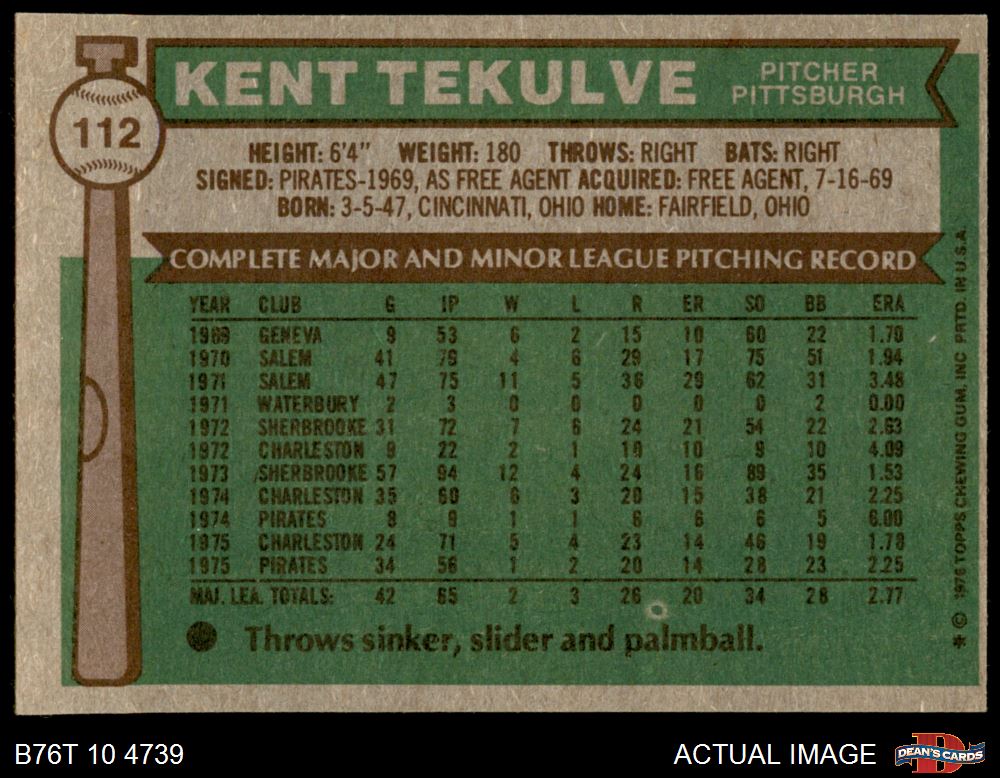 112
KENT TEKULVE
PITCHER
PITTSBURGH
HEIGHT: 6'4" WEIGHT: 180 THROWS: RIGHT BATS: RIGHT
SIGNED: PIRATES-1969, AS FREE AGENT ACQUIRED: FREE AGENT, 7-16-69
BORN: 3-5-47, CINCINNATI, OHIO HOME: FAIRFIELD, OHIO
COMPLETE MAJOR AND MINOR LEAGUE PITCHING RECORD
YEAR CLUB G IP W L R ER SO BB ERA
1969 GENEVA 9 53 6 2 15 10 60 22 1.70
1970 SALEM 41 79 4 6 29 17 75 51 1.94
1971 SALEM 47 75 11 5 36 29 62 31 3.48
1971 WATERBURY 2 3 0 0 0 0 0 2 0.00
1972 SHERBROOKE 31 72 7 6 24 21 54 22 2.63
1972 CHARLESTON 9 22 2 1 10 10 9 10 4.09
1973 SHERBROOKE 57 94 12 4 24 16 89 35 1.53
1974 CHARLESTON 35 60 6 3 20 15 38 21 2.25
1974 PIRATES 8 9 1 1 6 6 6 5 6.00
1975 CHARLESTON 24 71 5 4 23 14 46 19 1.78
1975 PIRATES 34 56 1 2 20 14 28 23 2.25
MAJ. LEA. TOTALS: 42 65 2 3 26 20 34 28 2.77
Throws sinker, slider and palmball.
* © 1976 TOPPS CHEWING GUM, INC PRTD. IN U.S.A.
B76T 10 4739
ACTUAL IMAGE
DEAN'S CARDS